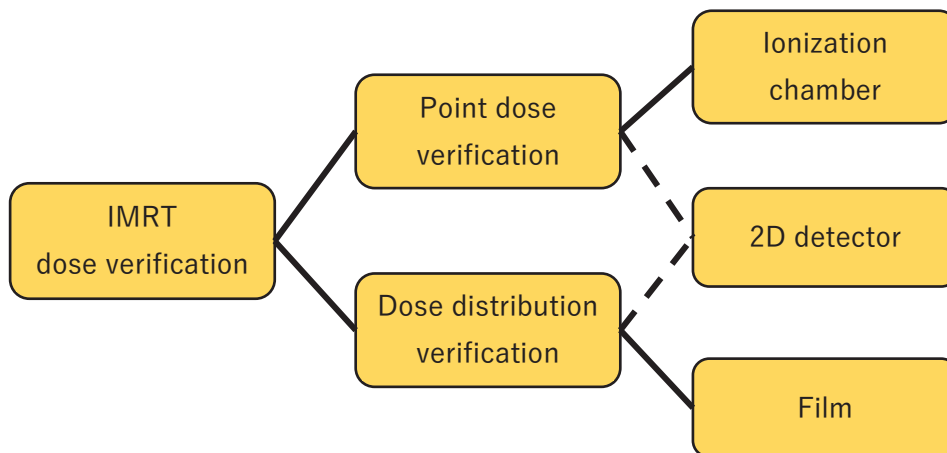 IMRT
dose verification
Point dose
verification
Dose distribution
verification
Ionization
chamber
2D detector
Film